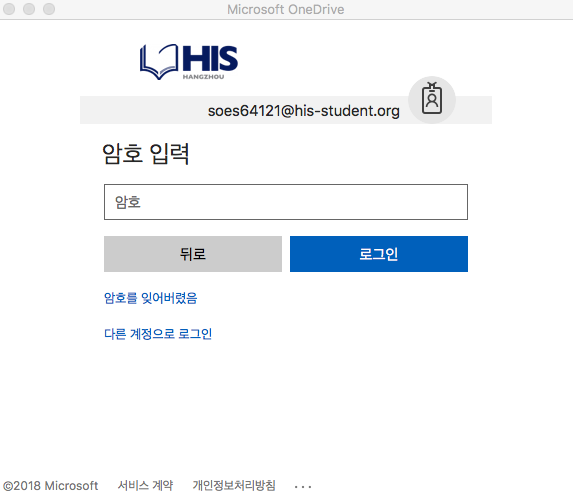 Microsoft OneDrive
HIS
HANGZHOU
soes64121@his-student.org
암호 입력
암호
뒤로 로그인
암호를 잊어버렸음
다른 계정으로 로그인
©2018 Microsoft 서비스 계약 개인정보처리방침 ...